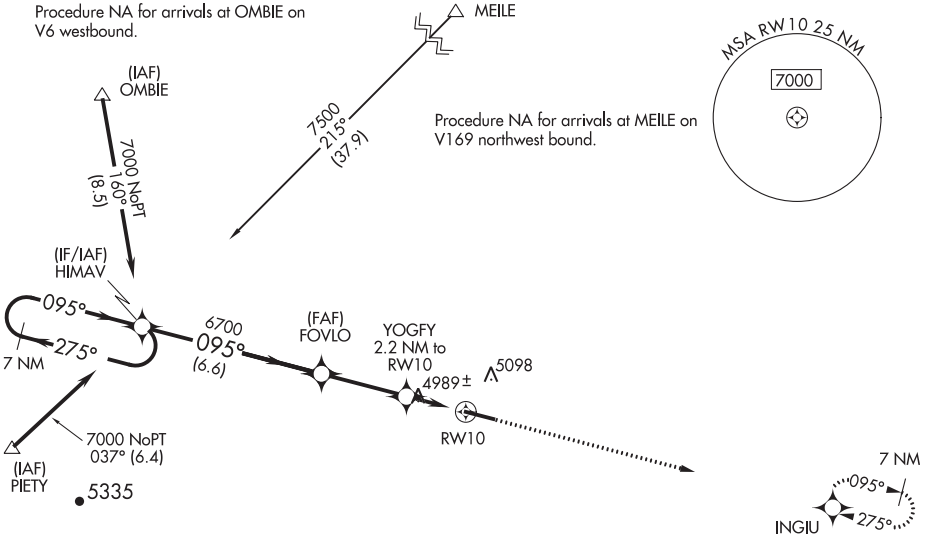 Procedure NA for arrivals at OMBIE on
V6 westbound.
MEILE
MSA RW10 25 NM
7000
(IAF)
OMBIE
7500
215°
(37.9)
Procedure NA for arrivals at MEILE on
V169 northwest bound.
7000 NoPT
160°
(8.5)
(IF/IAF)
HIMAV
095°
275°
7 NM
6700
095°
(6.6)
(FAF)
FOVLO
YOGFY
2.2 NM to
RW10
4989±
5098
RW10
7000 NoPT
037° (6.4)
(IAF)
PIETY
5335
7 NM
095°
275°
INGIU